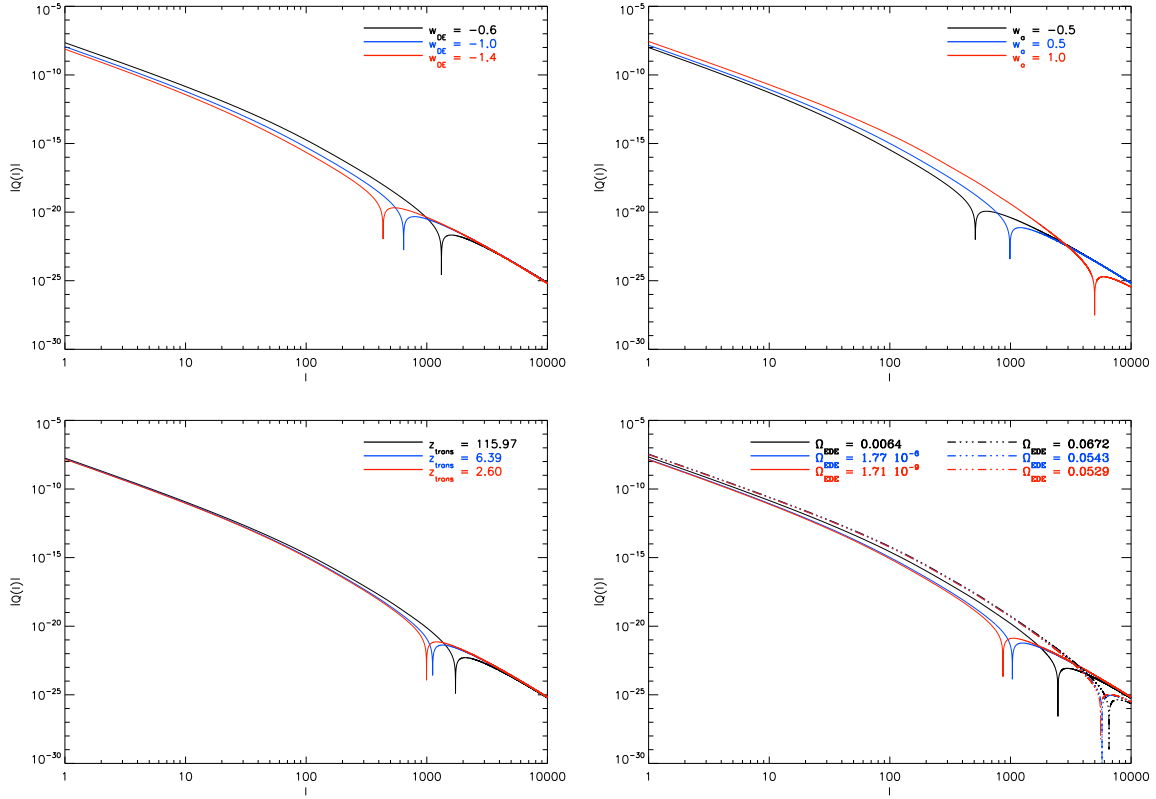 w_DE = −0.6
w_DE = −1.0
w_DE = −1.4
10^-5
10^-10
10^-15
10^-20
10^-25
10^-30
|Q(l)|
1 10 100 1000 10000
l
w_a = −0.5
w_a = 0.5
w_a = 1.0
10^-5
10^-10
10^-15
10^-20
10^-25
10^-30
|Q(l)|
1 10 100 1000 10000
l
z_trans = 115.97
z_trans = 6.39
z_trans = 2.60
10^-5
10^-10
10^-15
10^-20
10^-25
10^-30
|Q(l)|
1 10 100 1000 10000
l
Ω_EDE = 0.0064 Ω_EDE = 0.0672
Ω_EDE = 1.77 10^-6 Ω_EDE = 0.0543
Ω_EDE = 1.71 10^-9 Ω_EDE = 0.0529
10^-5
10^-10
10^-15
10^-20
10^-25
10^-30
|Q(l)|
1 10 100 1000 10000
l